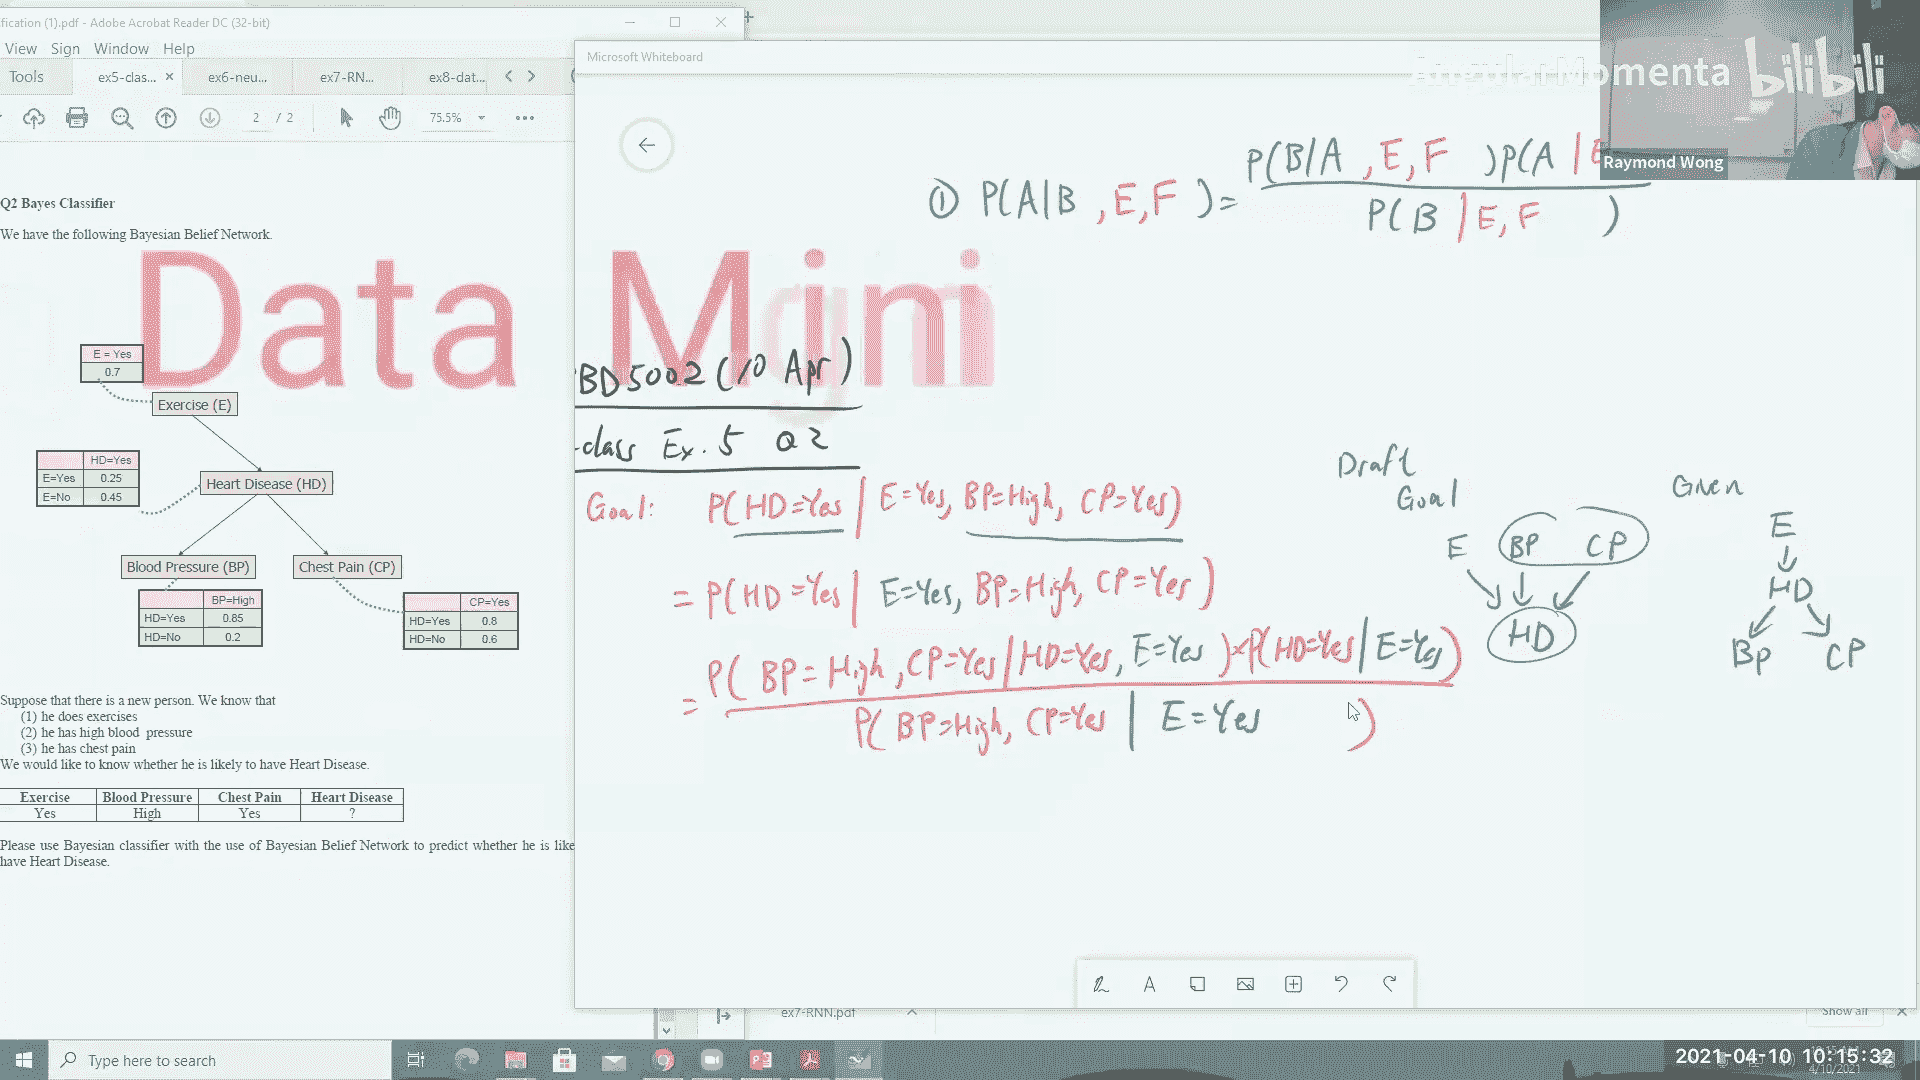 fication (1).pdf - Adobe Acrobat Reader DC (32-bit)
View Sign Window Help
Tools ex5-clas... ex6-neu... ex7-RN... ex8-dat...
2 / 2 75.5%
Q2 Bayes Classifier
We have the following Bayesian Belief Network.
E = Yes
0.7
Exercise (E)
HD=Yes
E=Yes 0.25
E=No 0.45
Heart Disease (HD)
Blood Pressure (BP) Chest Pain (CP)
BP=High
HD=Yes 0.85
HD=No 0.2
CP=Yes
HD=Yes 0.8
HD=No 0.6
Suppose that there is a new person. We know that
(1) he does exercises
(2) he has high blood pressure
(3) he has chest pain
We would like to know whether he is likely to have Heart Disease.
Exercise Blood Pressure Chest Pain Heart Disease
Yes High Yes ?
Please use Bayesian classifier with the use of Bayesian Belief Network to predict whether he is like
have Heart Disease.
Data
Microsoft Whiteboard
AngularMomenta bilibili
Raymond Wong
① P(A|B , E, F ) = P(B|A , E, F )P(A | E
P(B | E, F )
BD5002 (10 Apr)
-class Ex. 5 Q2
Goal: P(HD=Yes | E=Yes, BP=High, CP=Yes)
= P(HD=Yes | E=Yes, BP=High, CP=Yes)
= P( BP=High, CP=Yes | HD=Yes, E=Yes ) × P(HD=Yes | E=Yes)
P( BP=High, CP=Yes | E=Yes )
Draft
Goal
E BP CP
HD
Given
E
HD
BP CP
ex7-RNN.pdf
Show all
Type here to search
2021-04-10 10:15:32
4/10/2021